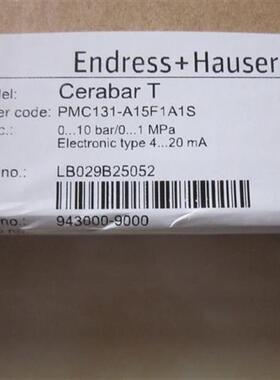 Endress+Hauser
del: Cerabar T
er code: PMC131-A15F1A1S
c.: 0...10 bar/0...1 MPa
Electronic type 4...20 mA
no.: LB029B25052
943000-9000